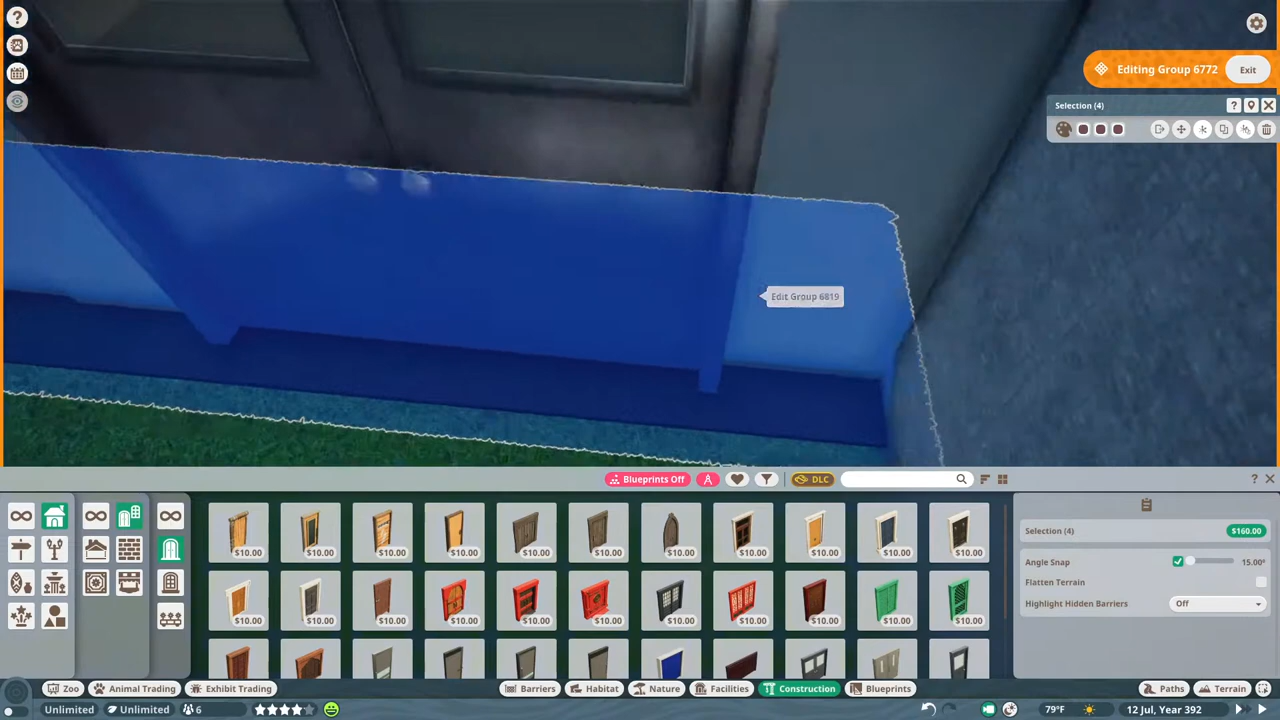 ?
Editing Group 6772
Exit
Selection (4)
?
Edit Group 6819
Blueprints Off
DLC
?
$10.00 $10.00 $10.00 $10.00 $10.00 $10.00 $10.00 $10.00 $10.00 $10.00 $10.00
$10.00 $10.00 $10.00 $10.00 $10.00 $10.00 $10.00 $10.00 $10.00 $10.00 $10.00
Selection (4)
$160.00
Angle Snap
15.00°
Flatten Terrain
Highlight Hidden Barriers
Off
Zoo
Animal Trading
Exhibit Trading
Barriers
Habitat
Nature
Facilities
Construction
Blueprints
Paths
Terrain
Unlimited
Unlimited
6
79°F
12 Jul, Year 392